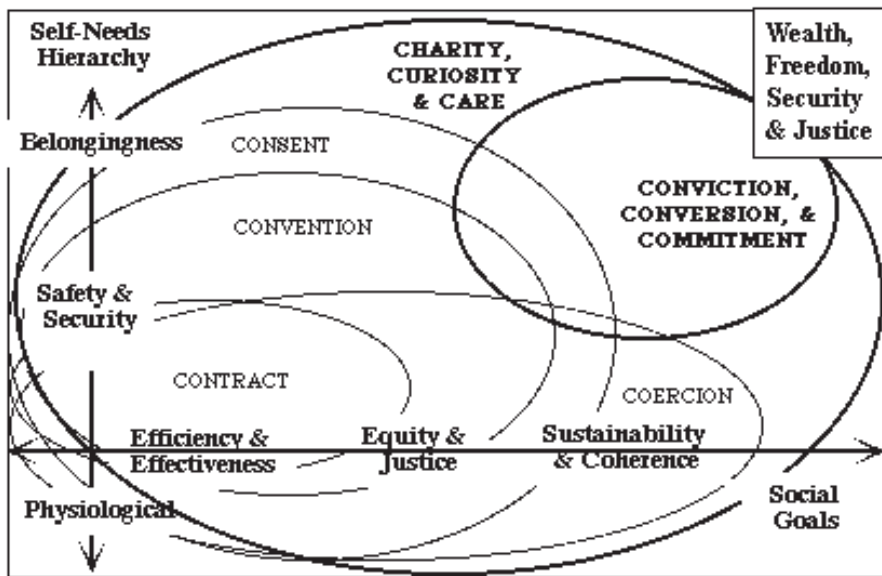 Self-Needs
Hierarchy
CHARITY,
CURIOSITY
& CARE
Wealth,
Freedom,
Security
& Justice
Belongingness
CONSENT
CONVICTION,
CONVERSION, &
COMMITMENT
CONVENTION
Safety &
Security
CONTRACT
COERCION
Efficiency &
Effectiveness
Equity &
Justice
Sustainability
& Coherence
Physiological
Social
Goals